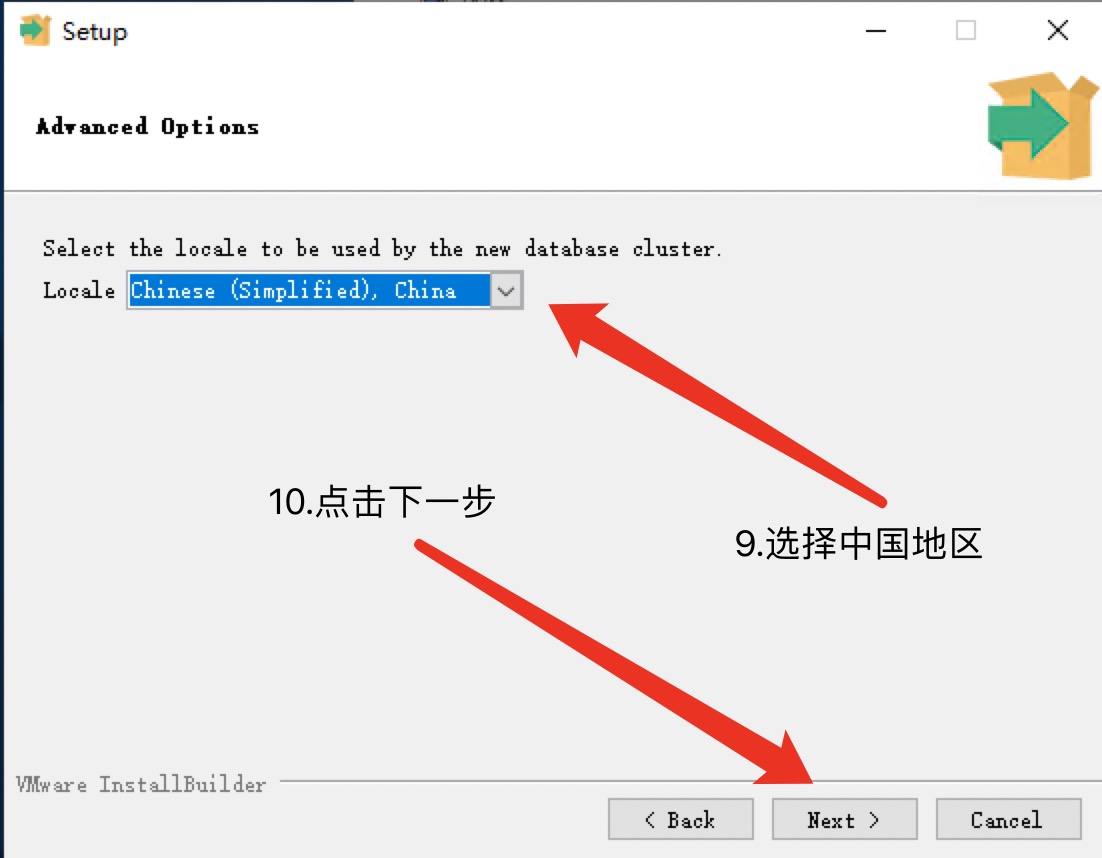 Setup
Advanced Options
Select the locale to be used by the new database cluster.
Locale Chinese (Simplified), China
10.点击下一步
9.选择中国地区
VMware InstallBuilder
< Back Next > Cancel